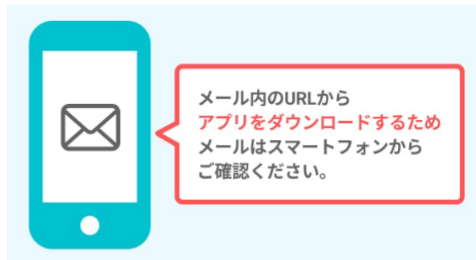 メール内のURLから
アプリをダウンロードするため
メールはスマートフォンから
ご確認ください。